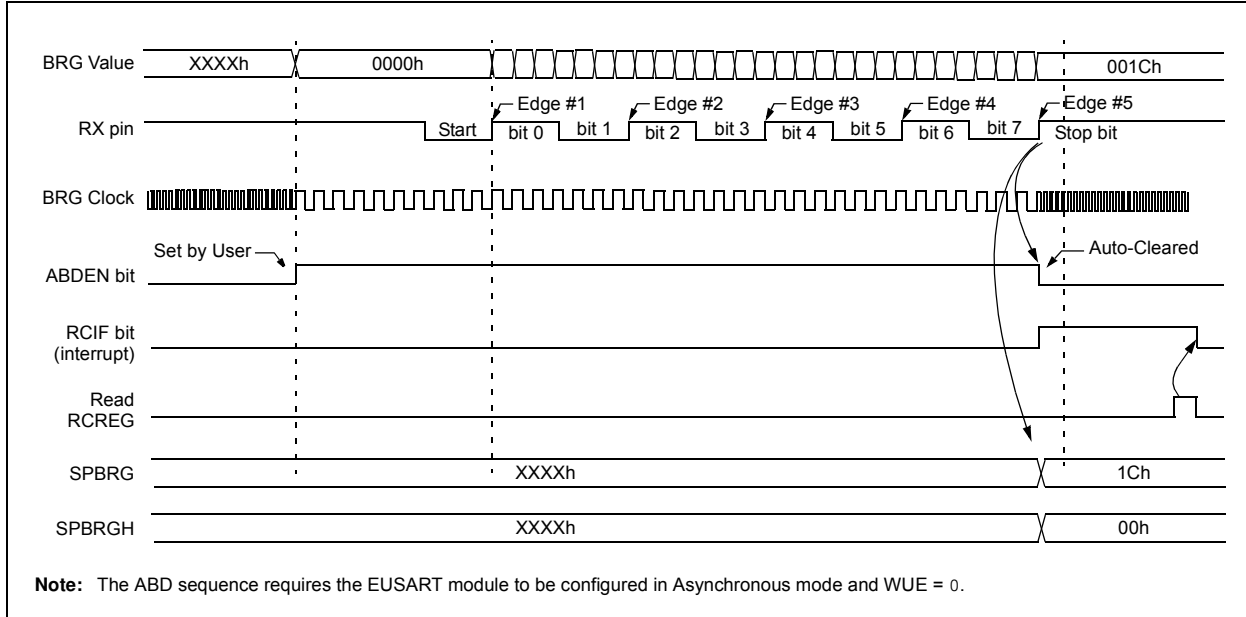 BRG Value XXXXh 0000h 001Ch
Edge #1 Edge #2 Edge #3 Edge #4 Edge #5
RX pin Start bit 0 bit 1 bit 2 bit 3 bit 4 bit 5 bit 6 bit 7 Stop bit
BRG Clock
Set by User Auto-Cleared
ABDEN bit
RCIF bit
(interrupt)
Read
RCREG
SPBRG XXXXh 1Ch
SPBRGH XXXXh 00h
Note: The ABD sequence requires the EUSART module to be configured in Asynchronous mode and WUE = 0.